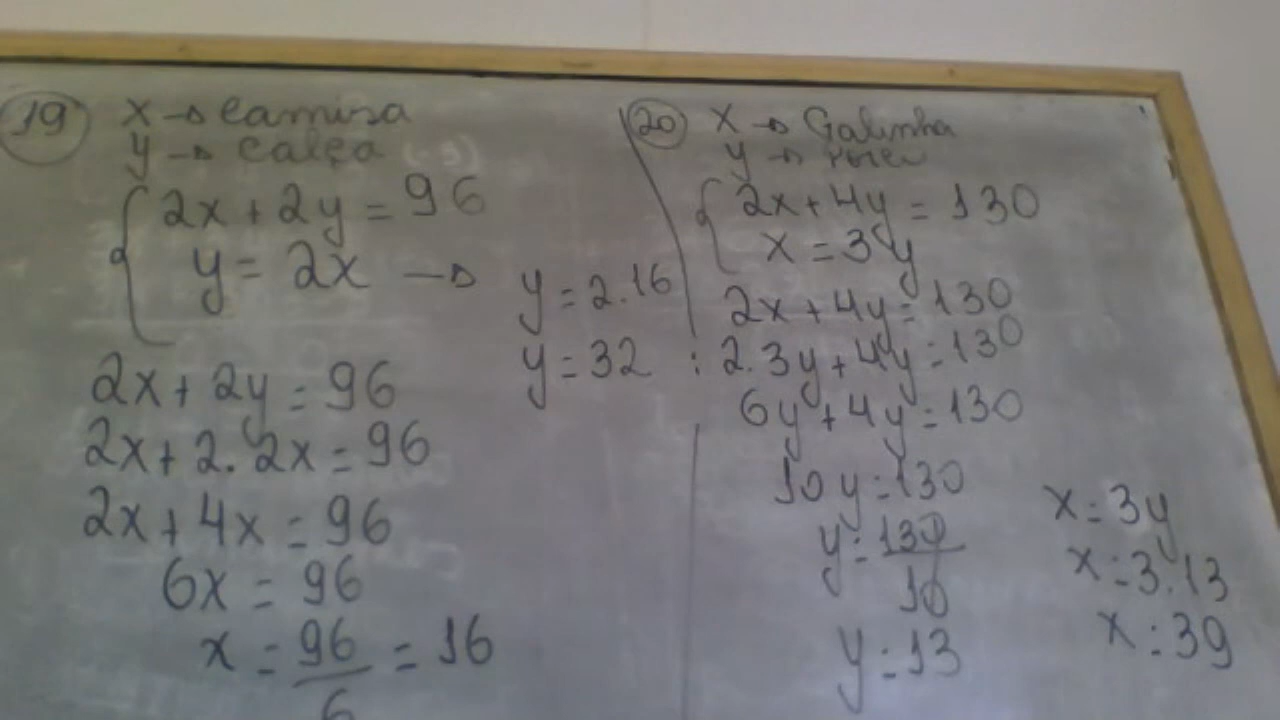 19 x → camisa
y → calça
2x + 2y = 96
y = 2x → y = 2.16
y = 32
2x + 2y = 96
2x + 2. 2x = 96
2x + 4x = 96
6x = 96
x = 96/6 = 16
20 x → Galinha
y →
2x + 4y = 130
x = 3y
2x + 4y = 130
: 2.3y + 4y = 130
6y + 4y = 130
10y = 130
y = 130/10
y = 13
x = 3y
x = 3.13
x = 39